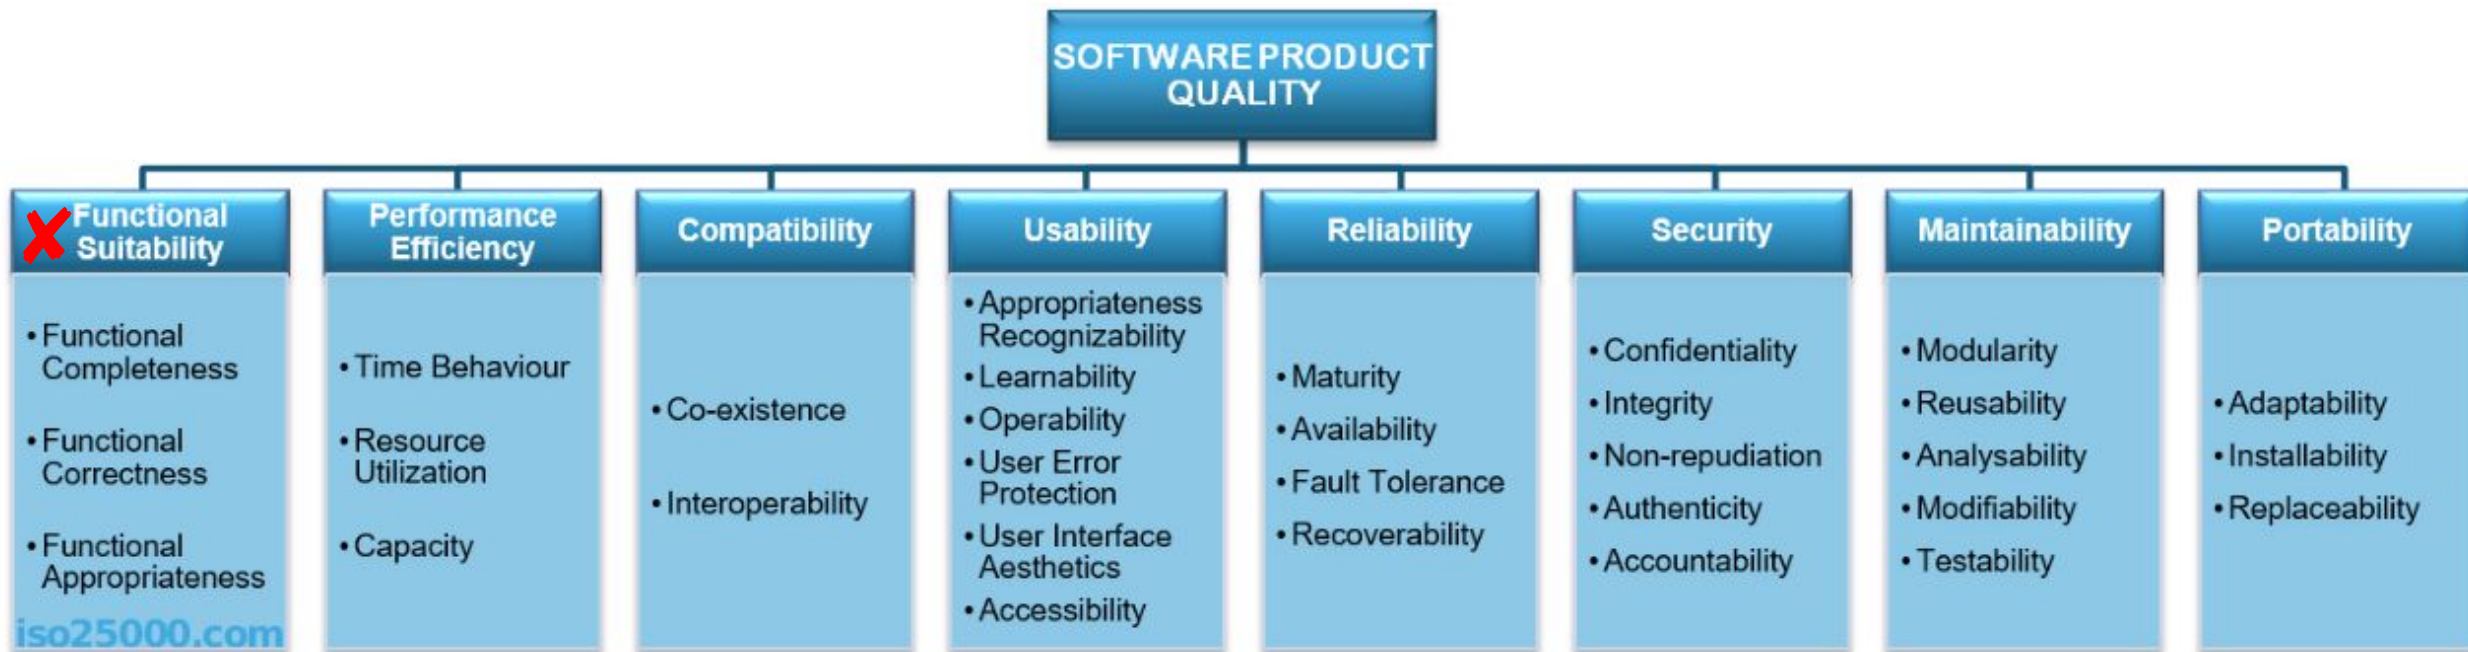 SOFTWARE PRODUCT
QUALITY
Functional
Suitability
• Functional
Completeness
• Functional
Correctness
• Functional
Appropriateness
iso25000.com
Performance
Efficiency
• Time Behaviour
• Resource
Utilization
• Capacity
Compatibility
• Co-existence
• Interoperability
Usability
• Appropriateness
Recognizability
• Learnability
• Operability
• User Error
Protection
• User Interface
Aesthetics
• Accessibility
Reliability
• Maturity
• Availability
• Fault Tolerance
• Recoverability
Security
• Confidentiality
• Integrity
• Non-repudiation
• Authenticity
• Accountability
Maintainability
• Modularity
• Reusability
• Analysability
• Modifiability
• Testability
Portability
• Adaptability
• Installability
• Replaceability